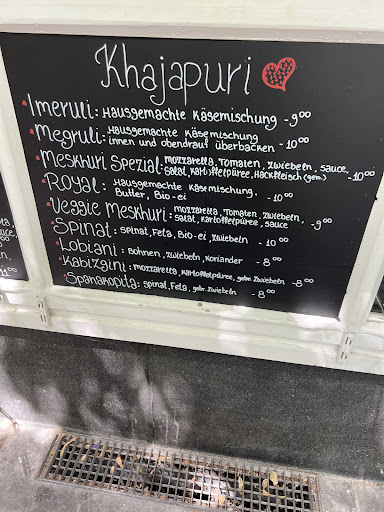 Khajapuri
Imeruli: Hausgemachte Käsemischung - 9⁰⁰
Megruli: Hausgemachte Käsemischung
innen und obendrauf überbacken - 10⁰⁰
Meskhuri Spezial: mozzarella, Tomaten, zwiebeln, sauce,
salat, Kartoffelpüree, Hackfleisch (gem.) - 10⁰⁰
Royal: Hausgemachte Käsemischung,
Butter, Bio-ei - 10⁰⁰
Veggie Meskhuri: mozzarella, Tomaten, Zwiebeln,
salat, Kartoffelpüree, sauce - 9⁰⁰
Spinat: spinat, Feta, Bio-ei, zwiebeln - 10⁰⁰
Lobiani: Bohnen, zwiebeln, Koriander - 8⁰⁰
Kabizgini: mozzarella, Kartoffelpüree, gebr. Zwiebeln - 8⁰⁰
Spanakopita: spinat, Feta, gebr. Zwiebeln - 8⁰⁰